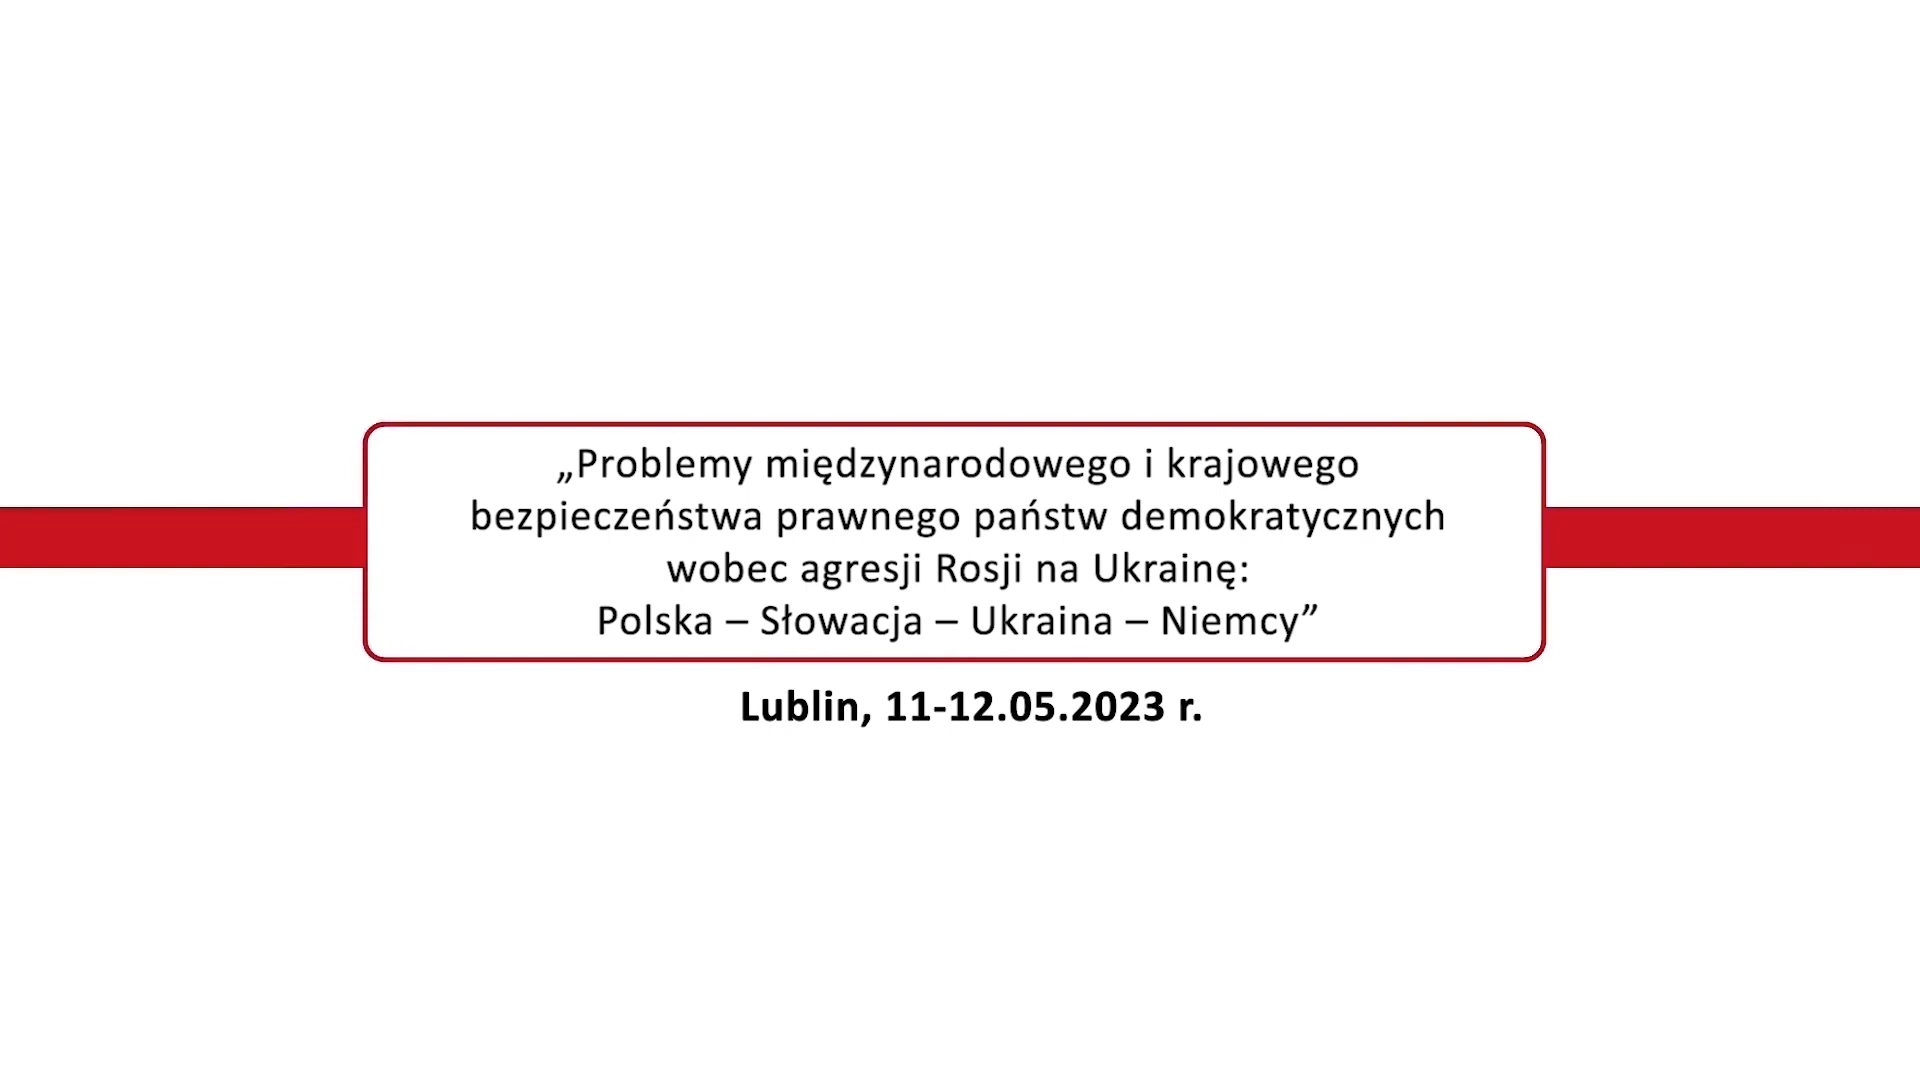 „Problemy międzynarodowego i krajowego
bezpieczeństwa prawnego państw demokratycznych
wobec agresji Rosji na Ukrainę:
Polska – Słowacja – Ukraina – Niemcy”
Lublin, 11-12.05.2023 r.